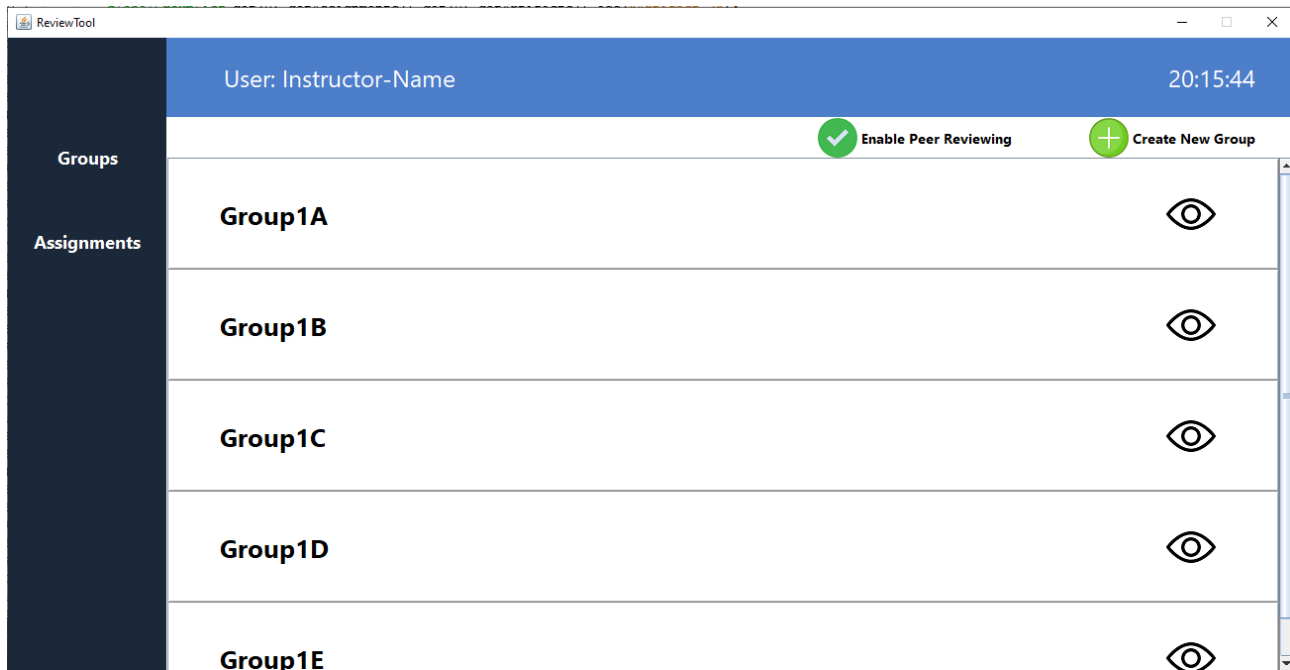 ReviewTool
User: Instructor-Name
20:15:44
Enable Peer Reviewing
Create New Group
Groups
Assignments
Group1A
Group1B
Group1C
Group1D
Group1E